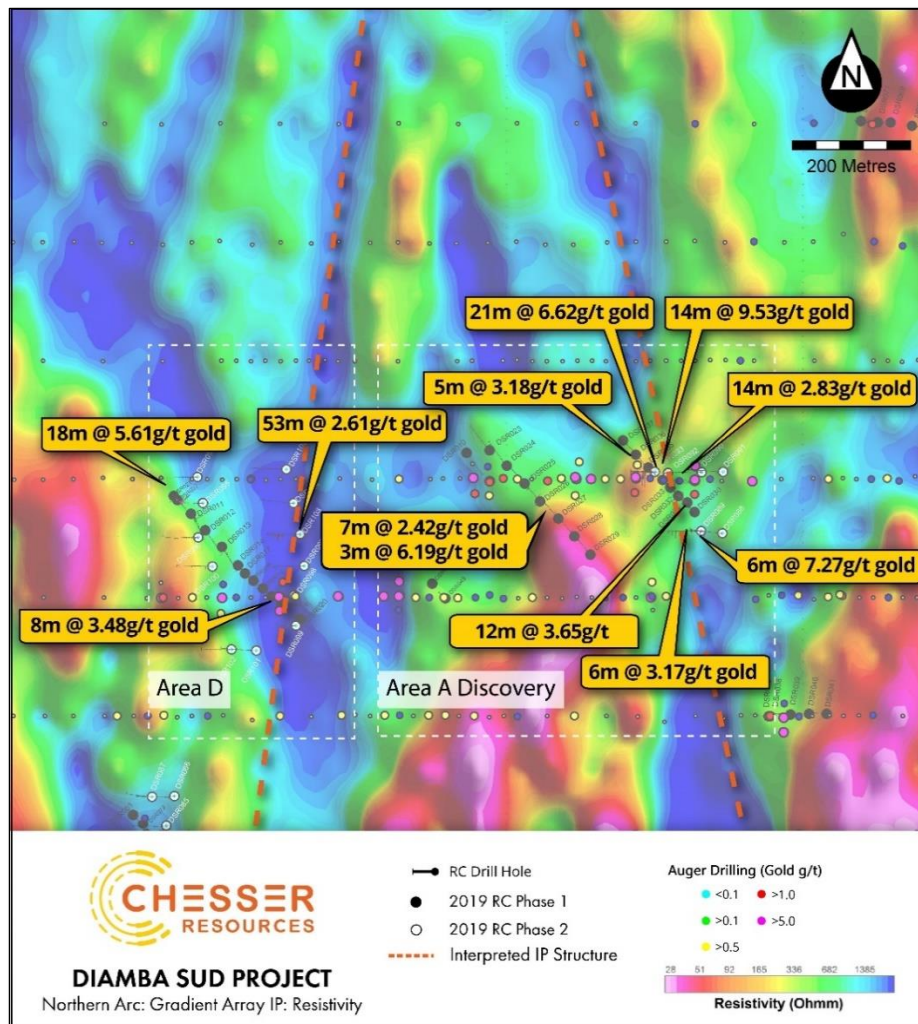 N
200 Metres
21m @ 6.62g/t gold
14m @ 9.53g/t gold
5m @ 3.18g/t gold
14m @ 2.83g/t gold
18m @ 5.61g/t gold
53m @ 2.61g/t gold
7m @ 2.42g/t gold
3m @ 6.19g/t gold
6m @ 7.27g/t gold
8m @ 3.48g/t gold
12m @ 3.65g/t
6m @ 3.17g/t gold
Area D
Area A Discovery
DSR023
DSR024
DSR029
DSR011
DSR012
CHESSER
RESOURCES
DIAMBA SUD PROJECT
Northern Arc: Gradient Array IP: Resistivity
RC Drill Hole
2019 RC Phase 1
2019 RC Phase 2
Interpreted IP Structure
Auger Drilling (Gold g/t)
<0.1
>1.0
>0.1
>5.0
>0.5
28 51 92 165 336 682 1385
Resistivity (Ohmm)